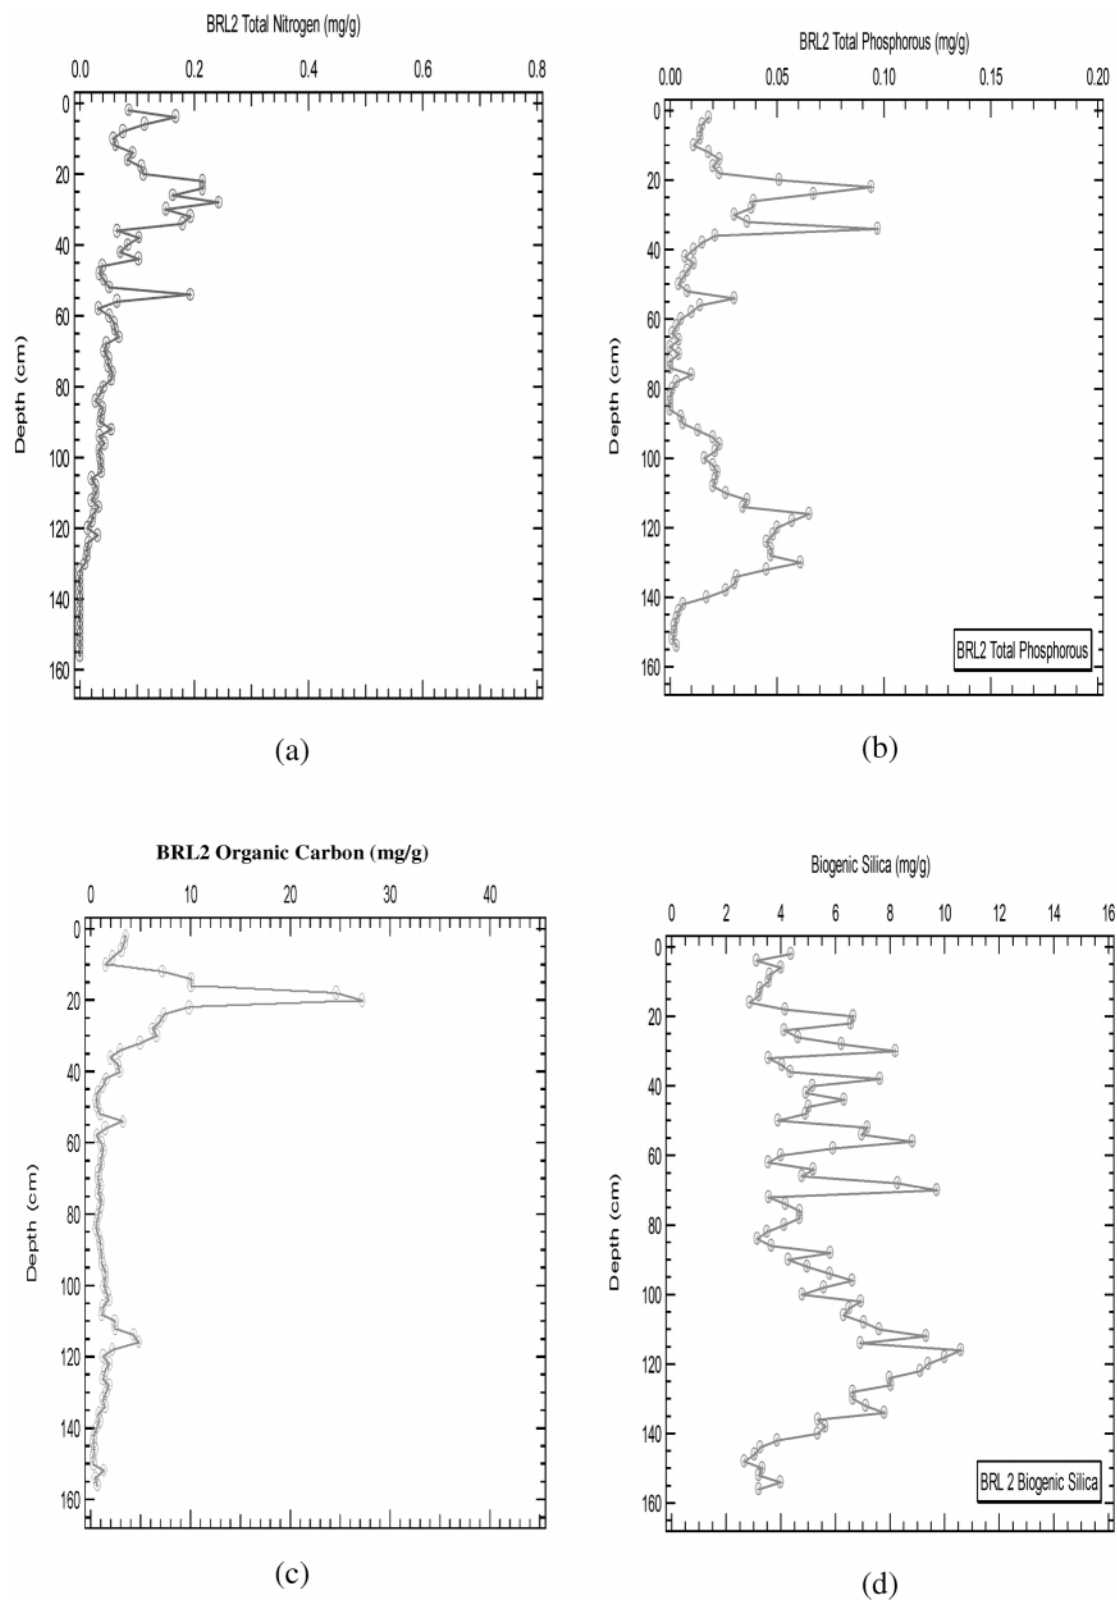 BRL2 Total Nitrogen (mg/g)
0.0 0.2 0.4 0.6 0.8
0
20
40
60
80
100
120
140
160
Depth (cm)
(a)
BRL2 Total Phosphorous (mg/g)
0.00 0.05 0.10 0.15 0.20
0
20
40
60
80
100
120
140
160
Depth (cm)
BRL2 Total Phosphorous
(b)
BRL2 Organic Carbon (mg/g)
0 10 20 30 40
0
20
40
60
80
100
120
140
160
Depth (cm)
(c)
Biogenic Silica (mg/g)
0 2 4 6 8 10 12 14 16
0
20
40
60
80
100
120
140
160
Depth (cm)
BRL 2 Biogenic Silica
(d)